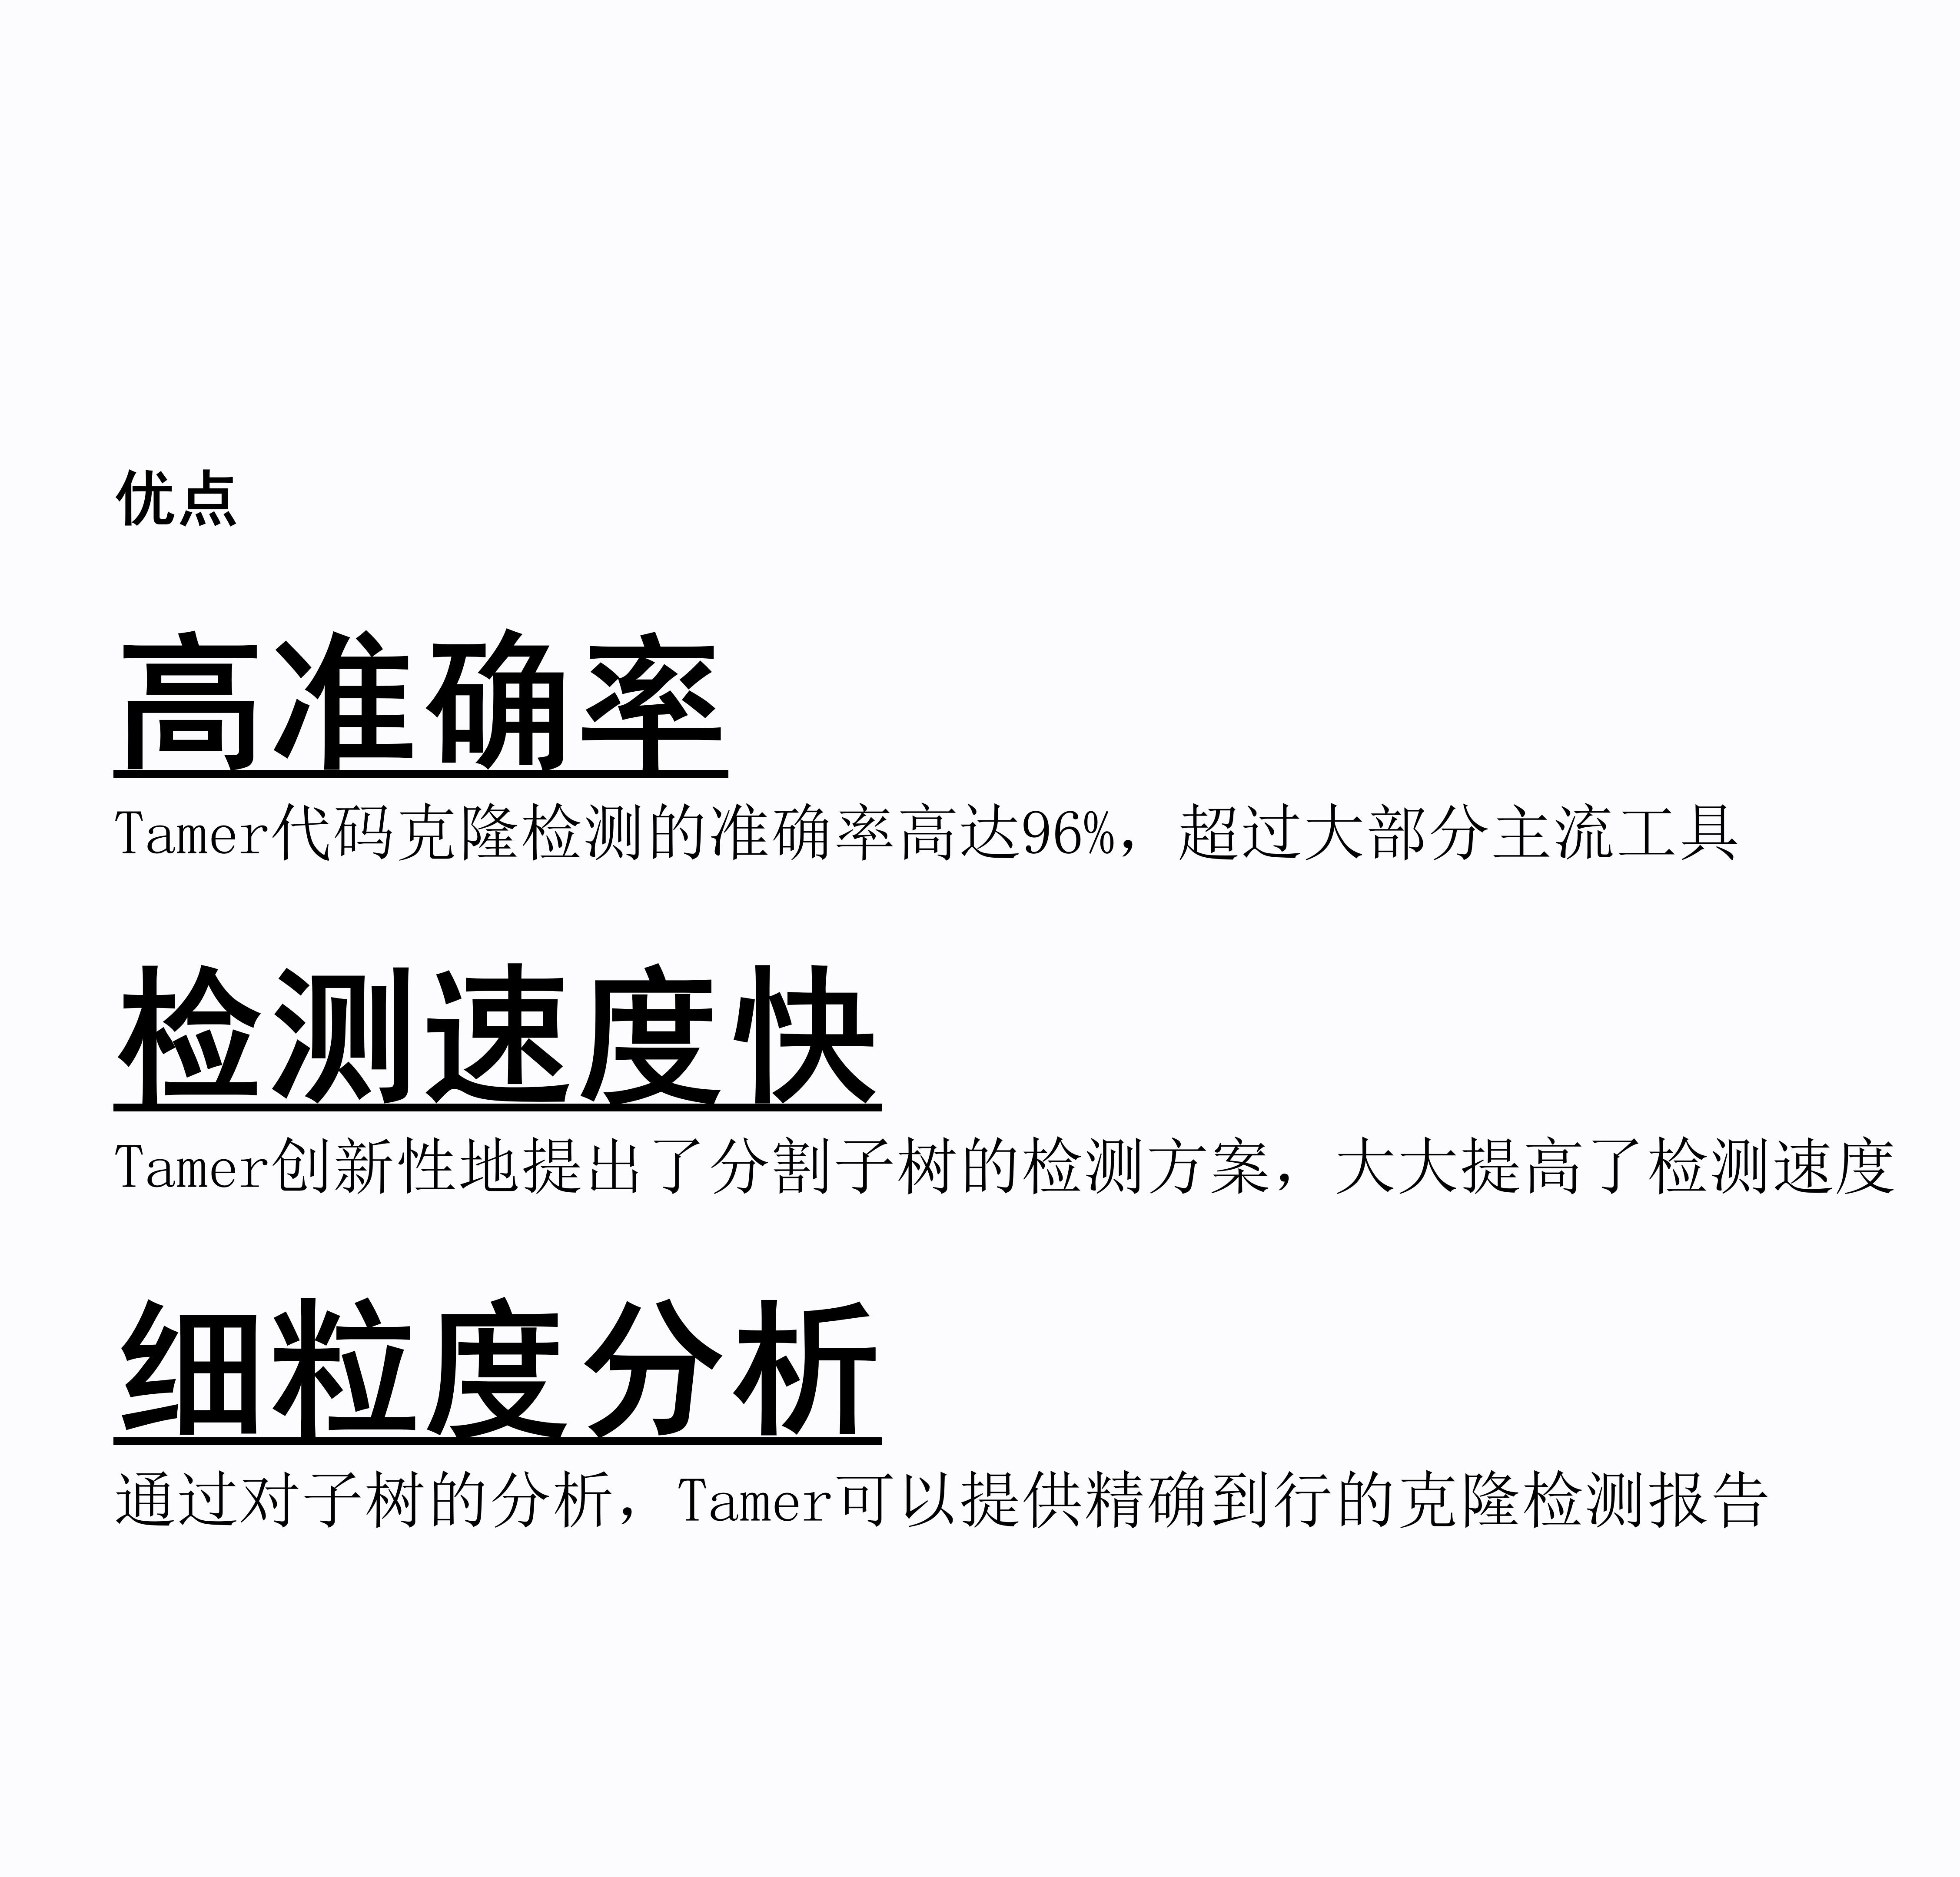 优点
高准确率
Tamer代码克隆检测的准确率高达96%，超过大部分主流工具
检测速度快
Tamer创新性地提出了分割子树的检测方案，大大提高了检测速度
细粒度分析
通过对子树的分析，Tamer可以提供精确到行的克隆检测报告